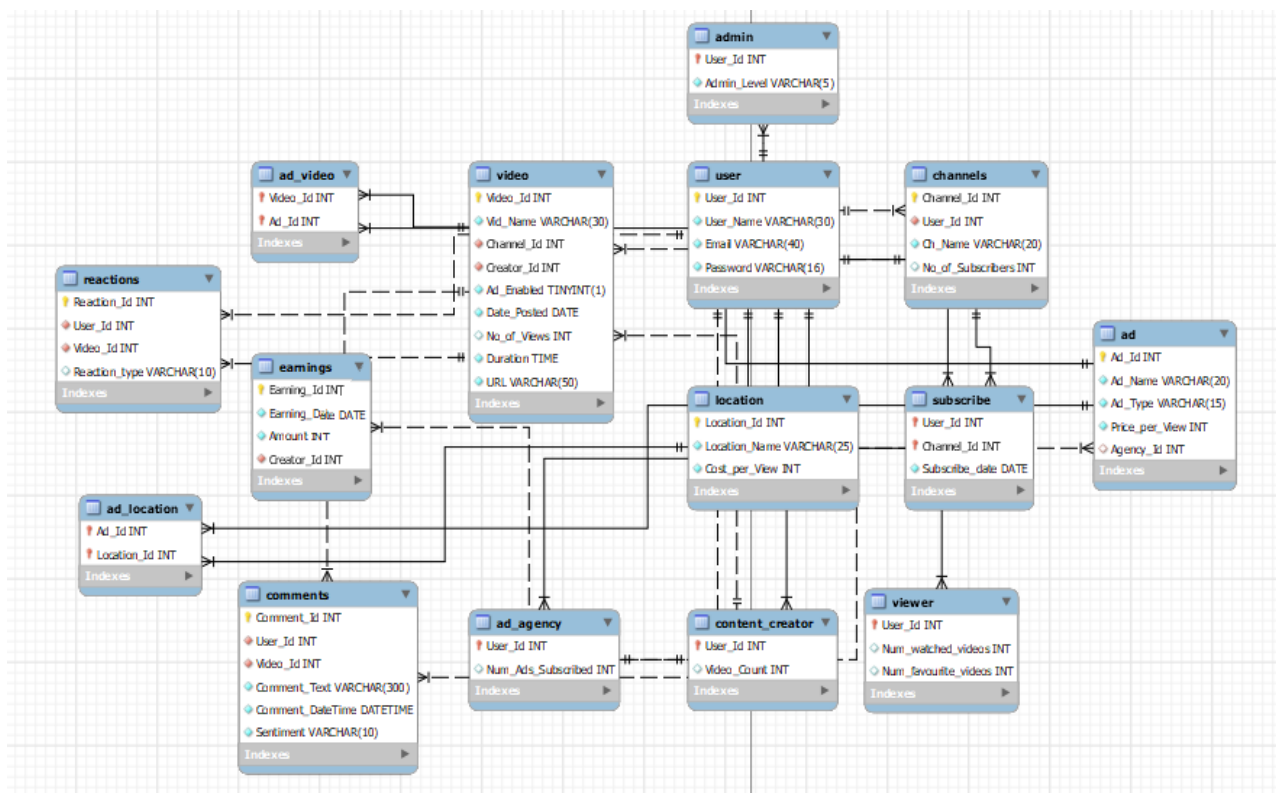 admin
User_Id INT
Admin_Level VARCHAR(5)
Indexes
ad_video
Video_Id INT
Ad_Id INT
Indexes
video
Video_Id INT
Vid_Name VARCHAR(30)
Channel_Id INT
Creator_Id INT
Ad_Enabled TINYINT(1)
Date_Posted DATE
No_of_Views INT
Duration TIME
URL VARCHAR(50)
Indexes
user
User_Id INT
User_Name VARCHAR(30)
Email VARCHAR(40)
Password VARCHAR(16)
Indexes
channels
Channel_Id INT
User_Id INT
Ch_Name VARCHAR(20)
No_of_Subscribers INT
Indexes
reactions
Reaction_Id INT
User_Id INT
Video_Id INT
Reaction_type VARCHAR(10)
Indexes
earnings
Earning_Id INT
Earning_Date DATE
Amount INT
Creator_Id INT
Indexes
ad
Ad_Id INT
Ad_Name VARCHAR(20)
Ad_Type VARCHAR(15)
Price_per_View INT
Agency_Id INT
Indexes
location
Location_Id INT
Location_Name VARCHAR(25)
Cost_per_View INT
Indexes
subscribe
User_Id INT
Channel_Id INT
Subscribe_date DATE
Indexes
ad_location
Ad_Id INT
Location_Id INT
Indexes
comments
Comment_Id INT
User_Id INT
Video_Id INT
Comment_Text VARCHAR(300)
Comment_DateTime DATETIME
Sentiment VARCHAR(10)
Indexes
ad_agency
User_Id INT
Num_Ads_Subscribed INT
Indexes
content_creator
User_Id INT
Video_Count INT
Indexes
viewer
User_Id INT
Num_watched_videos INT
Num_favourite_videos INT
Indexes